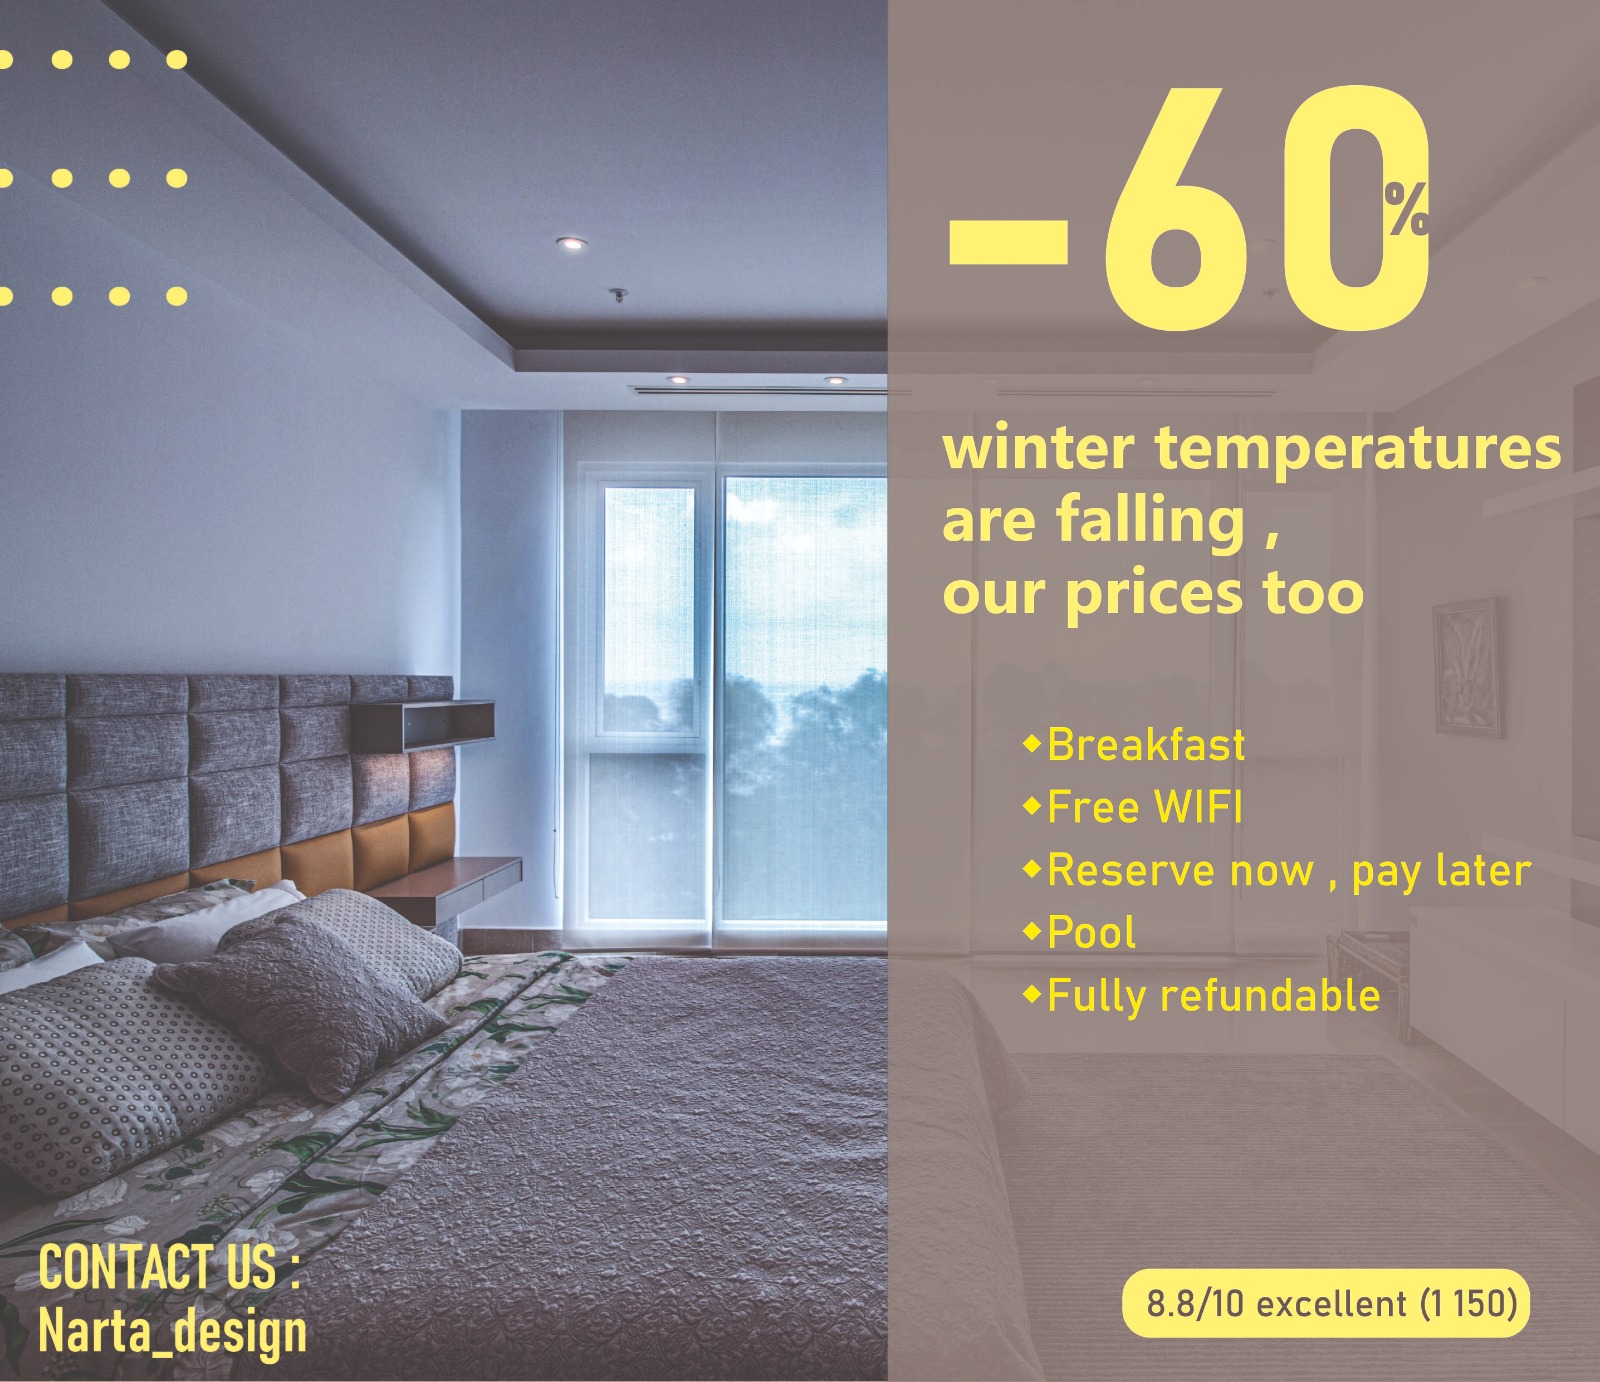 -60%
winter temperatures
are falling ,
our prices too
◆Breakfast
◆Free WIFI
◆Reserve now , pay later
◆Pool
◆Fully refundable
CONTACT US :
Narta_design
8.8/10 excellent (1 150)